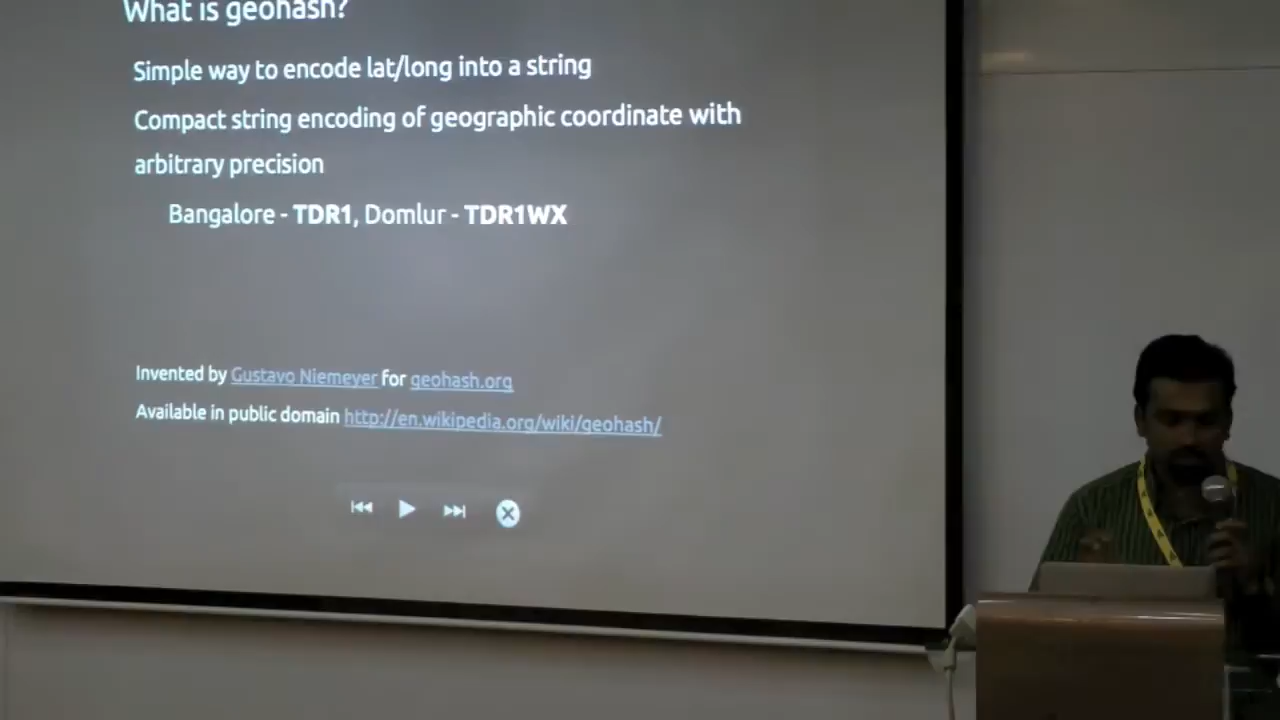 What is geohash?
Simple way to encode lat/long into a string
Compact string encoding of geographic coordinate with
arbitrary precision
Bangalore - TDR1, Domlur - TDR1WX
Invented by Gustavo Niemeyer for geohash.org
Available in public domain http://en.wikipedia.org/wiki/geohash/